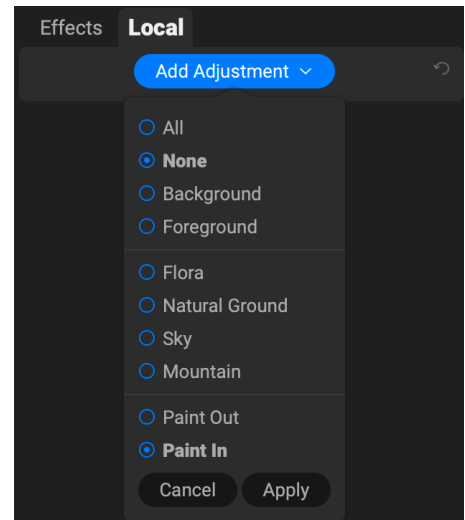 Effects Local
Add Adjustment
All
None
Background
Foreground
Flora
Natural Ground
Sky
Mountain
Paint Out
Paint In
Cancel Apply